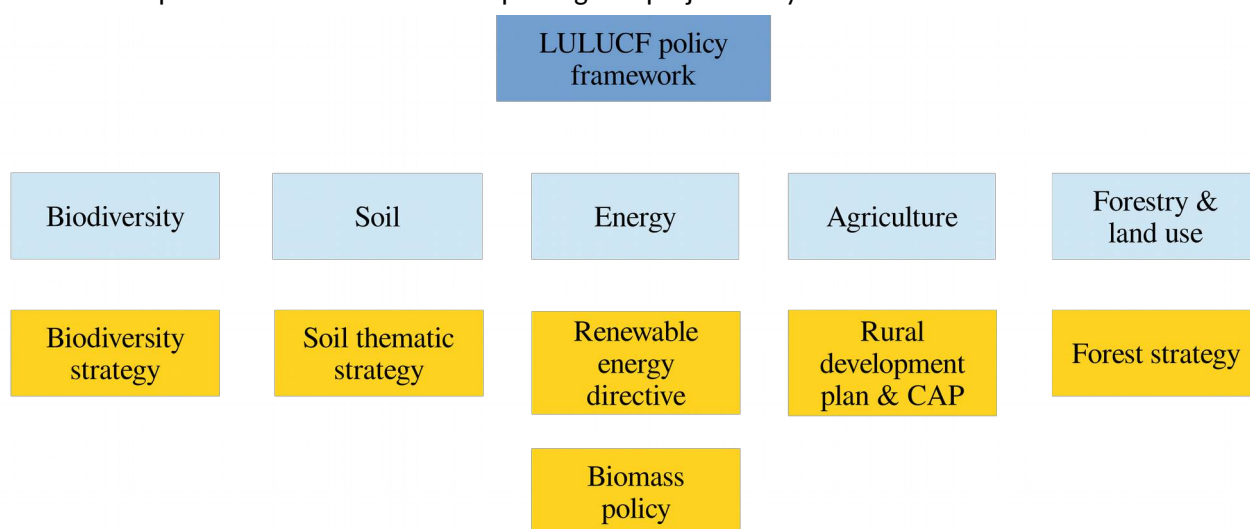 LULUCF policy
framework
Biodiversity
Soil
Energy
Agriculture
Forestry &
land use
Biodiversity
strategy
Soil thematic
strategy
Renewable
energy
directive
Rural
development
plan & CAP
Forest strategy
Biomass
policy